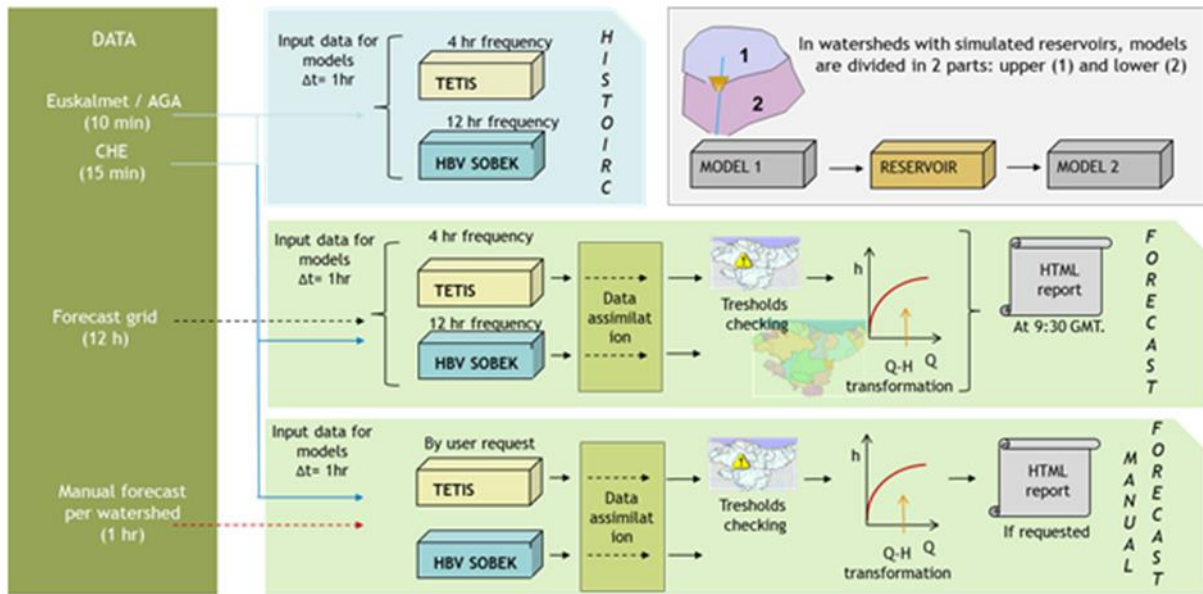 DATA
Euskalmet / AGA
(10 min)
CHE
(15 min)
Forecast grid
(12 h)
Manual forecast
per watershed
(1 hr)
Input data for
models
Δt= 1hr
4 hr frequency
TETIS
12 hr frequency
HBV SOBEK
HISTOIRC
1
2
In watersheds with simulated reservoirs, models
are divided in 2 parts: upper (1) and lower (2)
MODEL 1
RESERVOIR
MODEL 2
Input data for
models
Δt= 1hr
4 hr frequency
TETIS
12 hr frequency
HBV SOBEK
Data
assimilat
ion
Tresholds
checking
h
Q-H
Q
transformation
HTML
report
At 9:30 GMT.
FORECAST
Input data for
models
Δt= 1hr
By user request
TETIS
HBV SOBEK
Data
assimilat
ion
Tresholds
checking
h
Q-H
Q
transformation
HTML
report
If requested
MANUAL
FORECAST